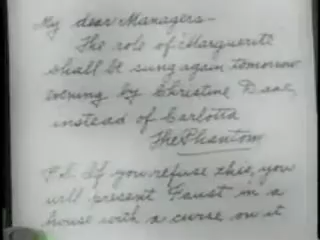 My dear Managers -
The role of "Marguerite"
shall be sung again tomorrow
evening by Christine Daae,
instead of Carlotta
The Phantom
P.S. If you refuse this, you
will present Faust in a
house with a curse on it